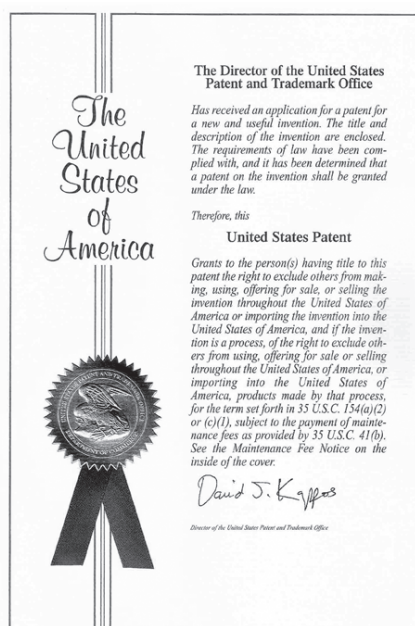 The
United
States
of
America
The Director of the United States
Patent and Trademark Office
Has received an application for a patent for
a new and useful invention. The title and
description of the invention are enclosed.
The requirements of law have been com-
plied with, and it has been determined that
a patent on the invention shall be granted
under the law.
Therefore, this
United States Patent
Grants to the person(s) having title to this
patent the right to exclude others from mak-
ing, using, offering for sale, or selling the
invention throughout the United States of
America or importing the invention into the
United States of America, and if the inven-
tion is a process, of the right to exclude oth-
ers from using, offering for sale or selling
throughout the United States of America, or
importing into the United States of
America, products made by that process,
for the term set forth in 35 U.S.C. 154(a)(2)
or (c)(1), subject to the payment of mainte-
nance fees as provided by 35 U.S.C. 41(b).
See the Maintenance Fee Notice on the
inside of the cover.
David J. Kappos
Director of the United States Patent and Trademark Office